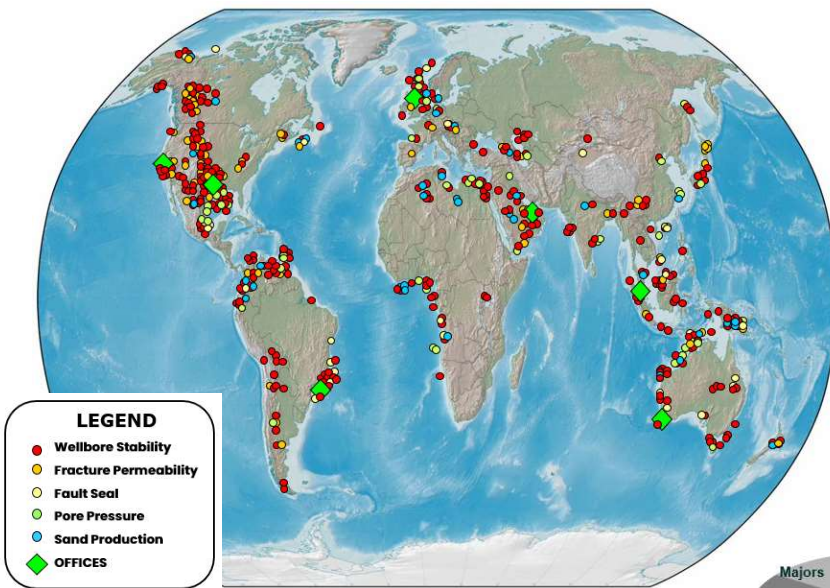 LEGEND
Wellbore Stability
Fracture Permeability
Fault Seal
Pore Pressure
Sand Production
OFFICES
Majors